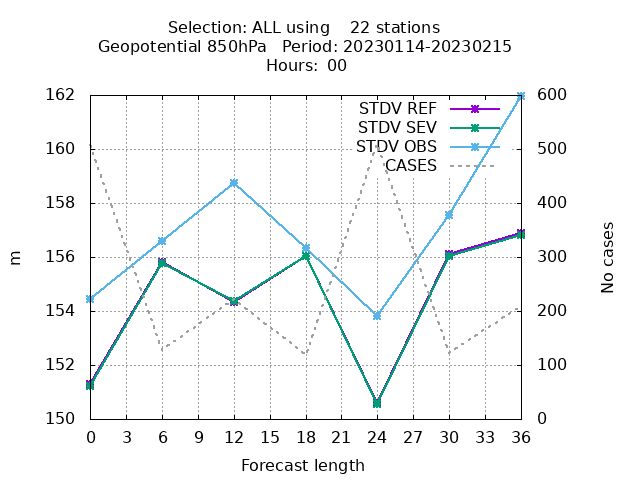 Selection: ALL using    22 stations
Geopotential 850hPa   Period: 20230114-20230215
Hours: 00
STDV REF
STDV SEV
STDV OBS
CASES
162
160
158
156
154
152
150
600
500
400
300
200
100
0
m
No cases
0 3 6 9 12 15 18 21 24 27 30 33 36
Forecast length